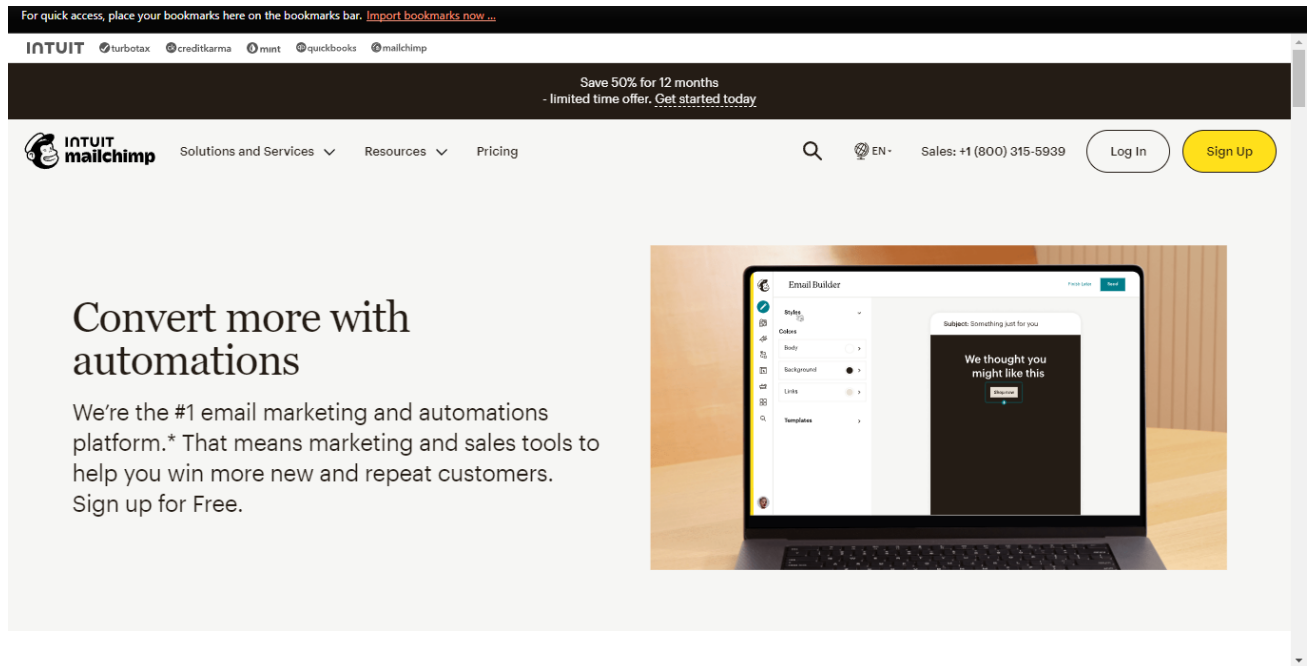 For quick access, place your bookmarks here on the bookmarks bar. Import bookmarks now ...
INTUIT turbotax creditkarma mint quickbooks mailchimp
Save 50% for 12 months
- limited time offer. Get started today
INTUIT
mailchimp
Solutions and Services Resources Pricing EN Sales: +1 (800) 315-5939 Log In Sign Up
Convert more with
automations
We're the #1 email marketing and automations
platform.* That means marketing and sales tools to
help you win more new and repeat customers.
Sign up for Free.
Email Builder
Finish Later Send
Styles
Colors
Body
Background
Links
Templates
Subject: Something just for you
We thought you
might like this
Shop now